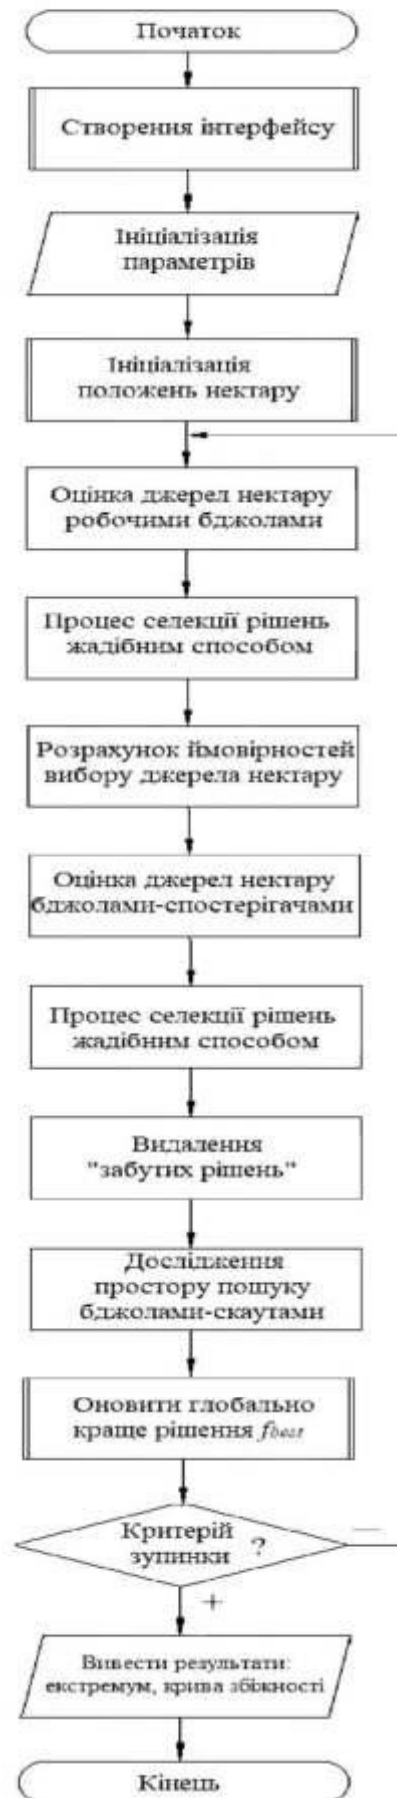 Початок
Створення інтерфейсу
Ініціалізація
параметрів
Ініціалізація
положень нектару
Оцінка джерел нектару
робочими бджолами
Процес селекції рішень
жадібним способом
Розрахунок ймовірностей
вибору джерела нектару
Оцінка джерел нектару
бджолами-спостерігачами
Процес селекції рішень
жадібним способом
Видалення
"забутих рішень"
Дослідження
простору пошуку
бджолами-скаутами
Оновити глобально
краще рішення fbest
Критерій
зупинки ?
—
+
Вивести результати:
екстремум, крива збіжності
Кінець